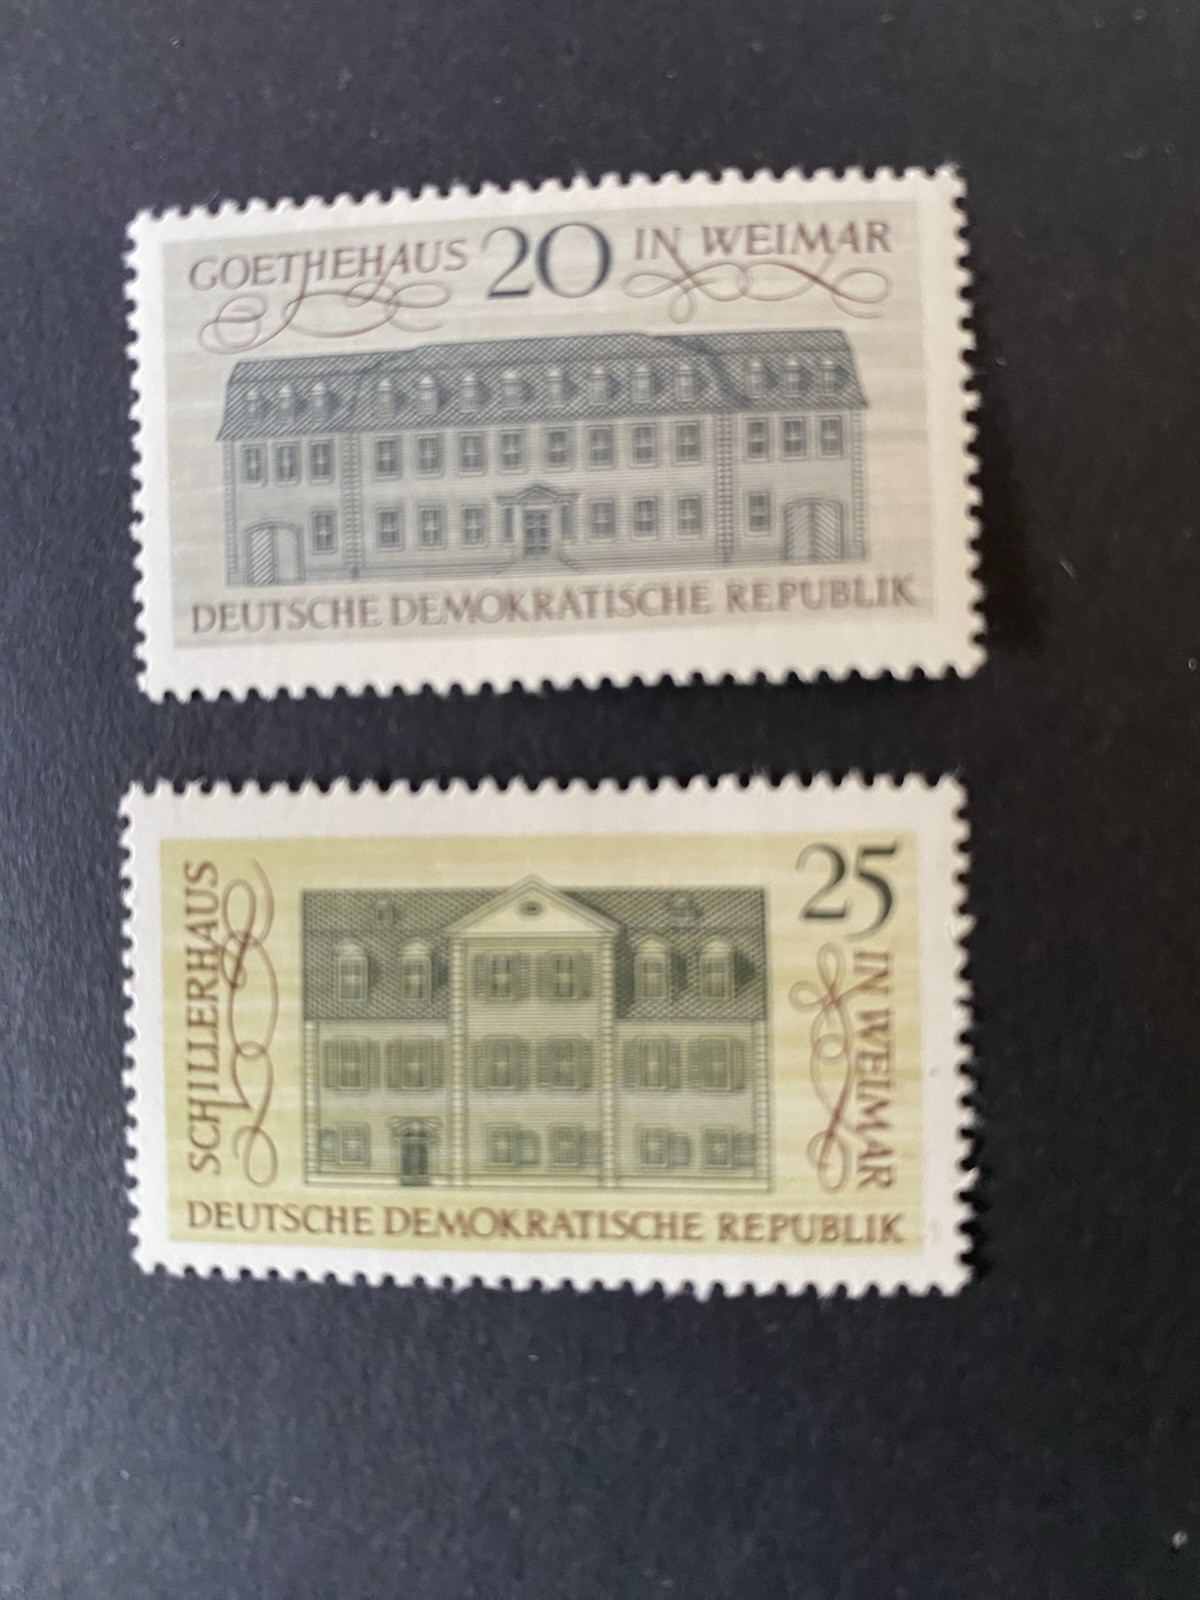 GOETHEHAUS 20 IN WEIMAR
DEUTSCHE DEMOKRATISCHE REPUBLIK
SCHILLERHAUS
25
IN WEIMAR
DEUTSCHE DEMOKRATISCHE REPUBLIK